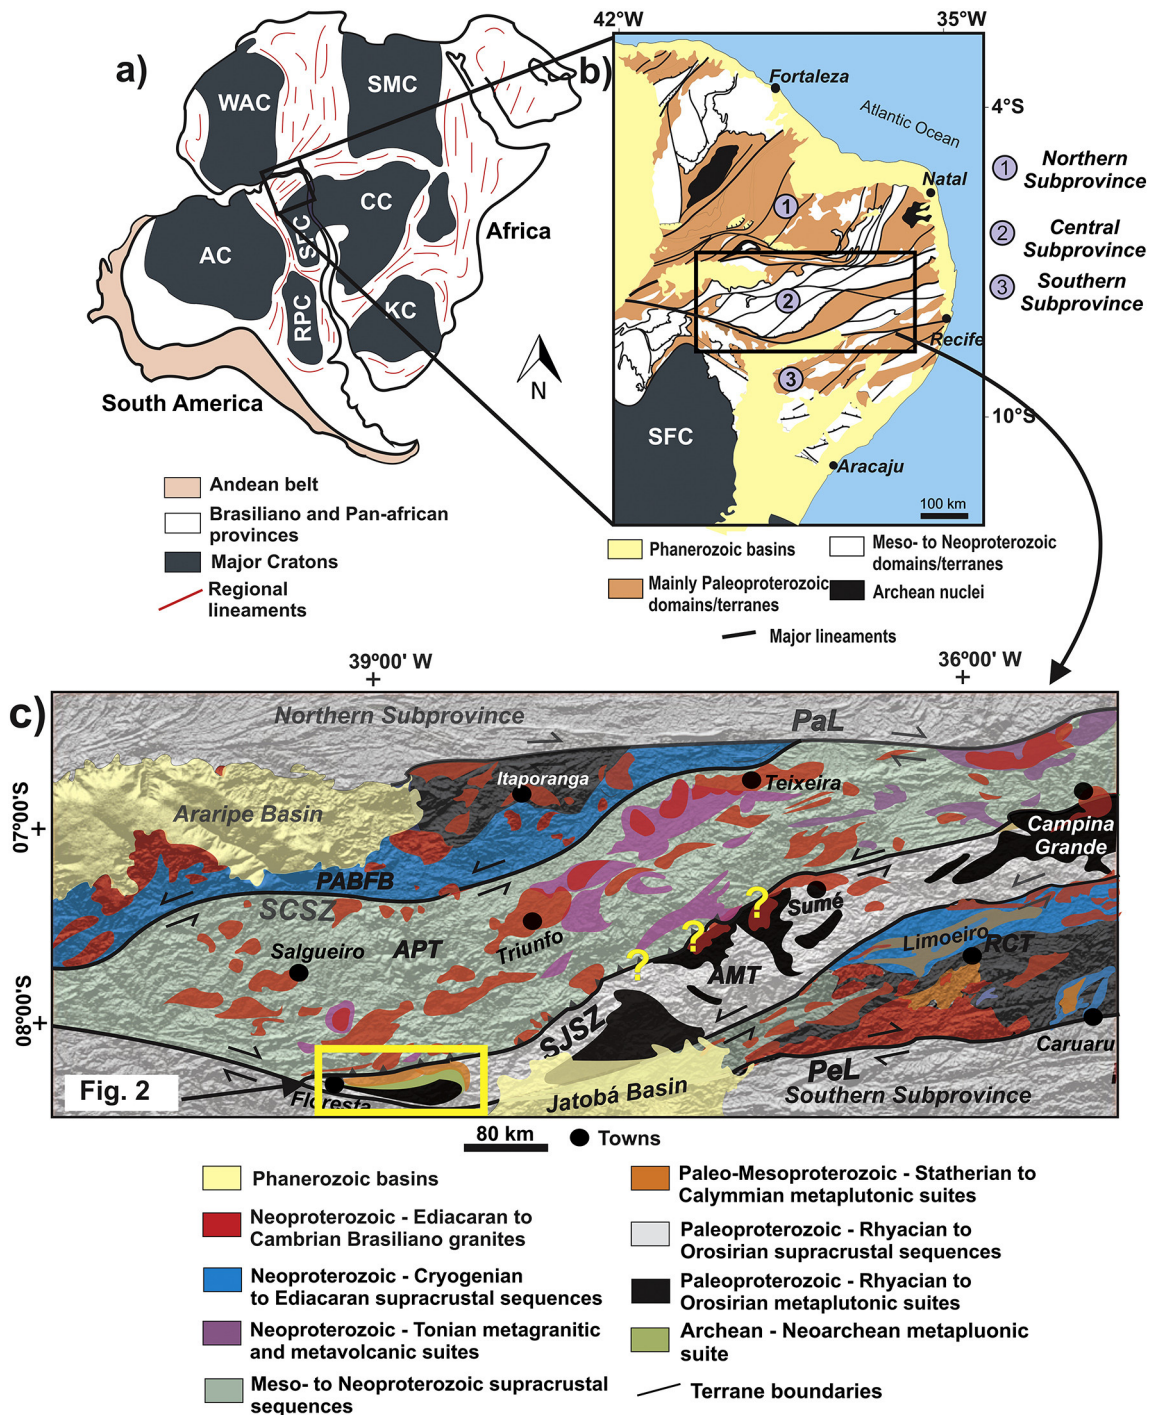 a)
WAC
SMC
CC
SFC
AC
RPC
KC
Africa
South America
N
Andean belt
Brasiliano and Pan-african
provinces
Major Cratons
Regional
lineaments
42°W
35°W
b)
Fortaleza
4°S
Atlantic Ocean
Natal
1
2
3
Recife
10°S
SFC
Aracaju
100 km
1
Northern
Subprovince
2
Central
Subprovince
3
Southern
Subprovince
Phanerozoic basins
Meso- to Neoproterozoic
domains/terranes
Mainly Paleoproterozoic
domains/terranes
Archean nuclei
Major lineaments
39°00' W
36°00' W
c)
07°00'S
08°00'S
Northern Subprovince
PaL
Itaporanga
Teixeira
Araripe Basin
Campina
Grande
PABFB
SCSZ
?
?
?
Sumé
Salgueiro
APT
Triunfo
Limoeiro
RCT
AMT
SJSZ
Caruaru
PeL
Fig. 2
Floresta
Jatobá Basin
Southern Subprovince
80 km
Towns
Phanerozoic basins
Neoproterozoic - Ediacaran to
Cambrian Brasiliano granites
Neoproterozoic - Cryogenian
to Ediacaran supracrustal sequences
Neoproterozoic - Tonian metagranitic
and metavolcanic suites
Meso- to Neoproterozoic supracrustal
sequences
Paleo-Mesoproterozoic - Statherian to
Calymmian metaplutonic suites
Paleoproterozoic - Rhyacian to
Orosirian supracrustal sequences
Paleoproterozoic - Rhyacian to
Orosirian metaplutonic suites
Archean - Neoarchean metapluonic
suite
Terrane boundaries